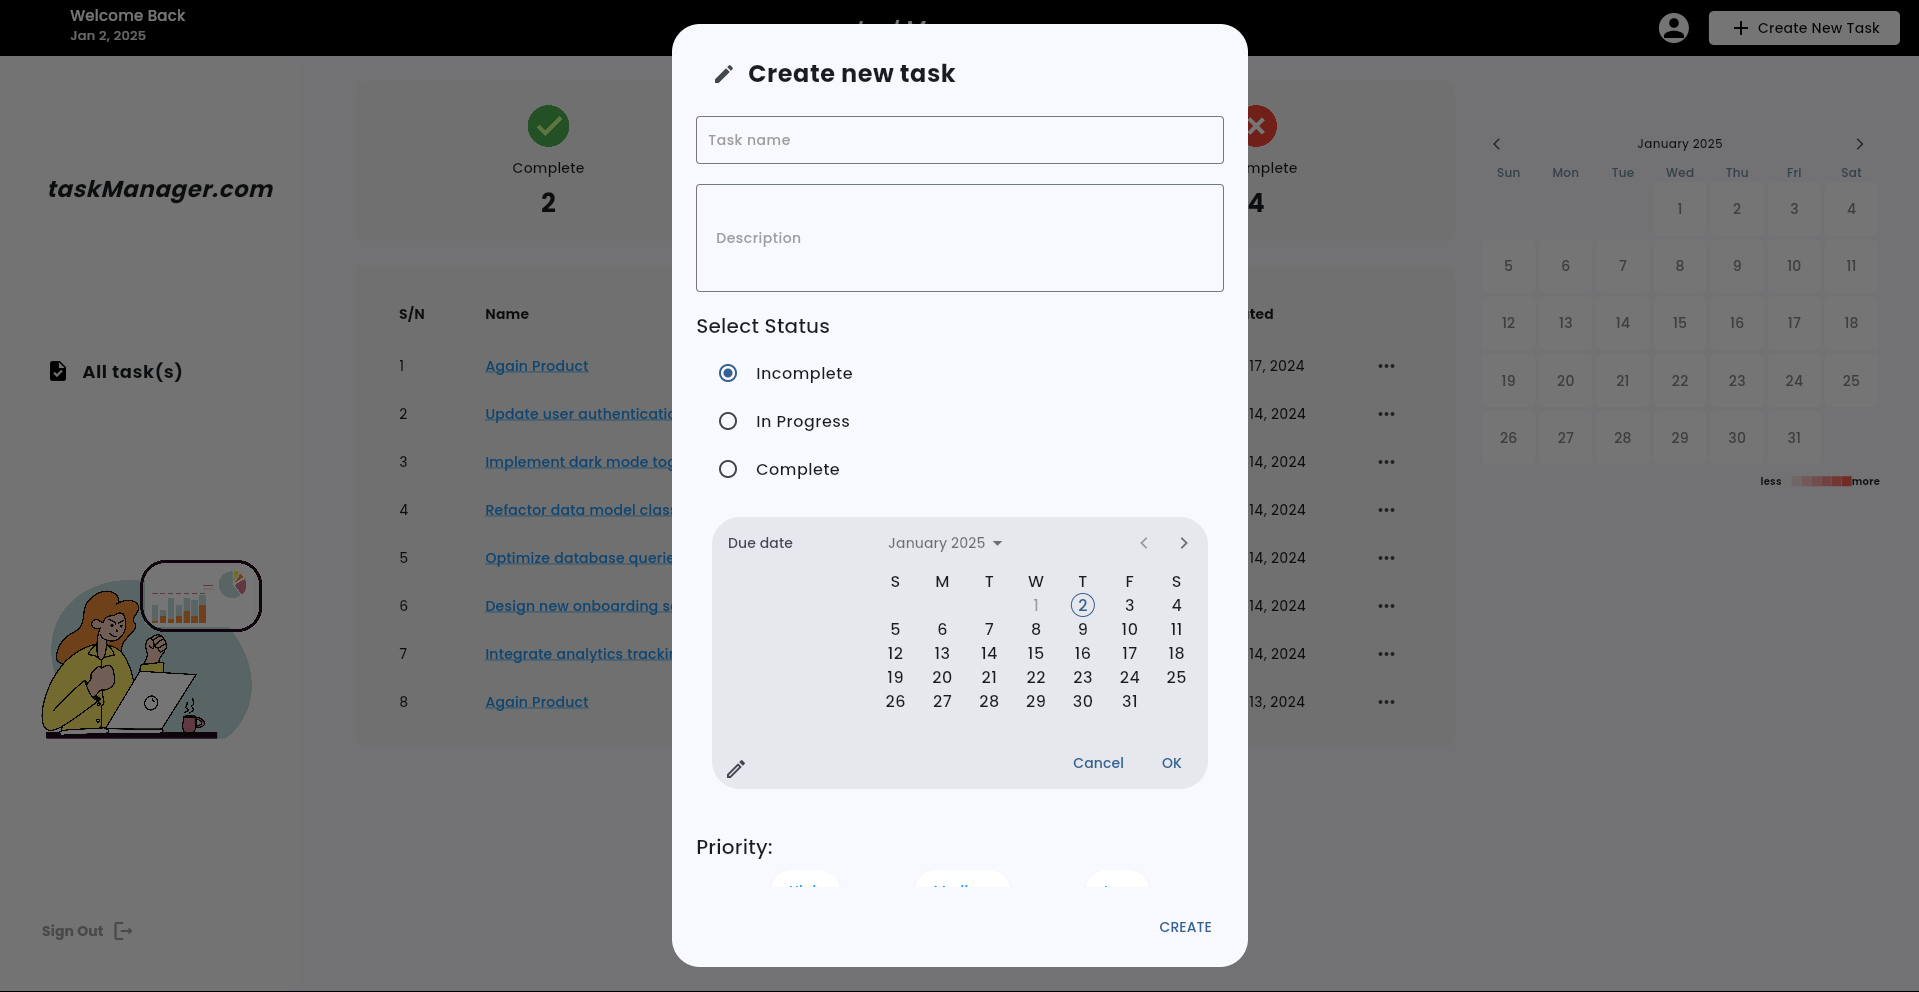 Welcome Back
Jan 2, 2025
Create New Task
taskManager.com
All task(s)
Sign Out
Complete
2
mplete
4
S/N Name ted
1 Again Product 17, 2024
2 Update user authenticatic 14, 2024
3 Implement dark mode tog 14, 2024
4 Refactor data model clas 14, 2024
5 Optimize database querie 14, 2024
6 Design new onboarding s 14, 2024
7 Integrate analytics trackin 14, 2024
8 Again Product 13, 2024
January 2025
Sun Mon Tue Wed Thu Fri Sat
1 2 3 4
5 6 7 8 9 10 11
12 13 14 15 16 17 18
19 20 21 22 23 24 25
26 27 28 29 30 31
less more
Create new task
Task name
Description
Select Status
Incomplete
In Progress
Complete
Due date
January 2025
S M T W T F S
1 2 3 4
5 6 7 8 9 10 11
12 13 14 15 16 17 18
19 20 21 22 23 24 25
26 27 28 29 30 31
Cancel OK
Priority:
CREATE